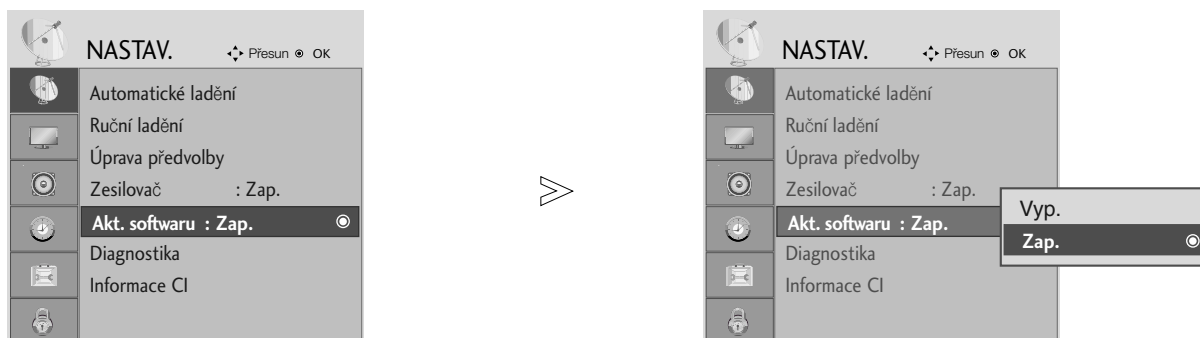 NASTAV. Přesun OK
Automatické ladění
Ruční ladění
Úprava předvolby
Zesilovač : Zap.
Akt. softwaru : Zap.
Diagnostika
Informace CI
NASTAV. Přesun OK
Automatické ladění
Ruční ladění
Úprava předvolby
Zesilovač : Zap.
Akt. softwaru : Zap.
Diagnostika
Informace CI
Vyp.
Zap.